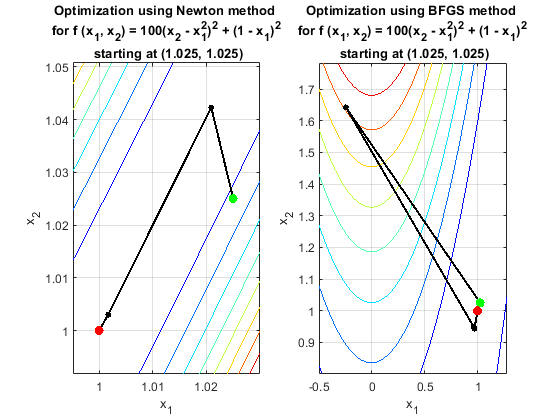 Optimization using Newton method
for f (x₁, x₂) = 100(x₂ - x₁²)² + (1 - x₁)²
starting at (1.025, 1.025)
1.05
1.04
1.03
1.02
1.01
1
x₂
1 1.01 1.02
x₁
Optimization using BFGS method
for f (x₁, x₂) = 100(x₂ - x₁²)² + (1 - x₁)²
starting at (1.025, 1.025)
1.7
1.6
1.5
1.4
1.3
1.2
1.1
1
0.9
x₂
-0.5 0 0.5 1
x₁